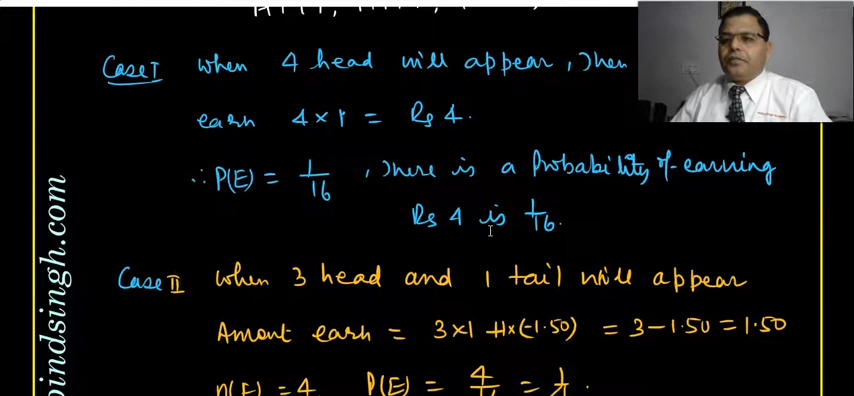 Case I when 4 head will appear, then
earn 4×1 = Rs 4.
∴ P(E) = 1/16, There is a Probability of earning
Rs 4 is 1/16.
Case II when 3 head and 1 tail will appear
Amont earn = 3×1 +1×(-1.50) = 3-1.50 = 1.50
n(E) = 4 P(E) =
oindsingh.com